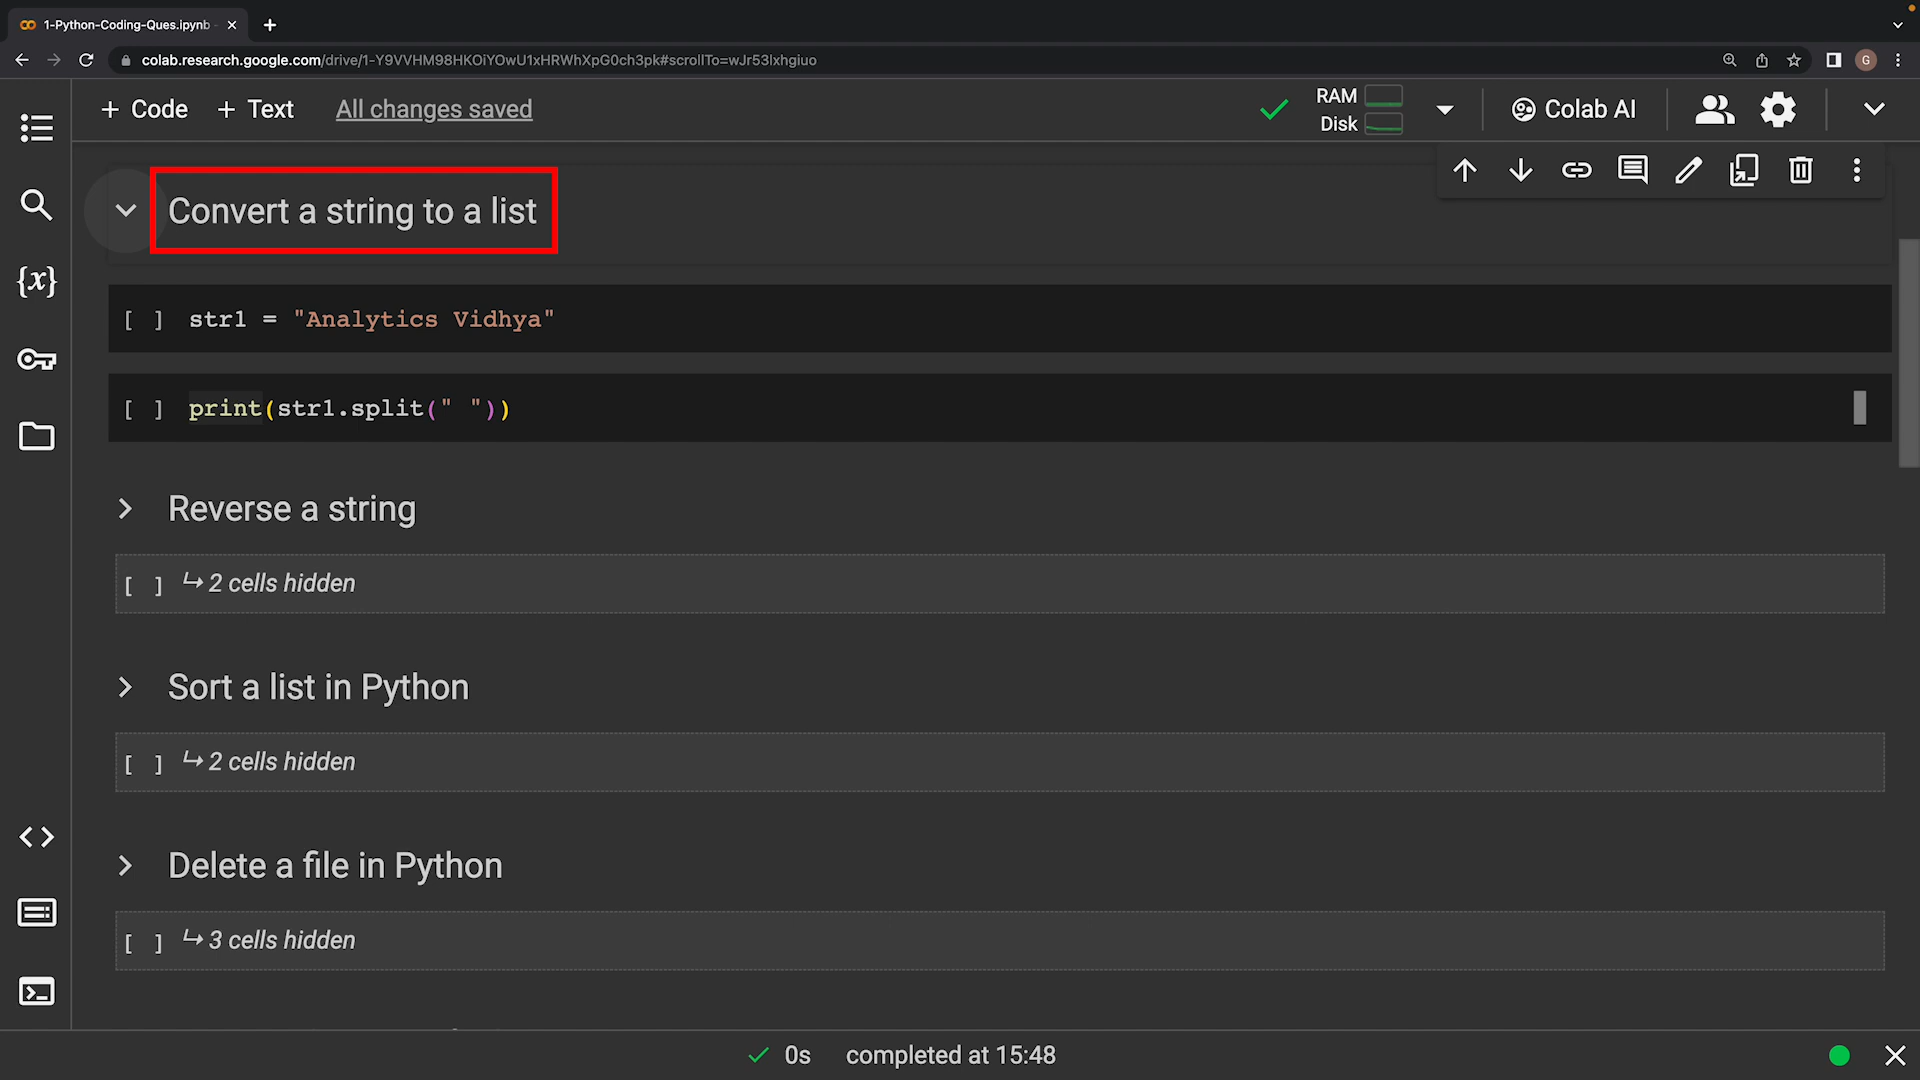 1-Python-Coding-Ques.ipynb -
colab.research.google.com/drive/1-Y9VVHM98HKOiYOwU1xHRWhXpG0ch3pk#scrollTo=wJr53lxhgiuo
G
+ Code + Text All changes saved
RAM
Disk
Colab AI
Convert a string to a list
{x}
[ ] str1 = "Analytics Vidhya"
[ ] print(str1.split(" "))
Reverse a string
[ ] ↳ 2 cells hidden
Sort a list in Python
[ ] ↳ 2 cells hidden
Delete a file in Python
[ ] ↳ 3 cells hidden
0s completed at 15:48